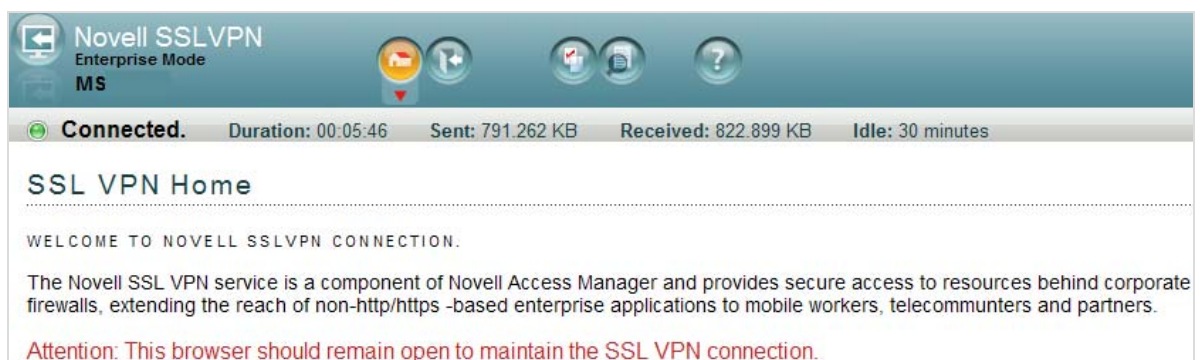 Novell SSLVPN
Enterprise Mode
MS
?
Connected. Duration: 00:05:46 Sent: 791.262 KB Received: 822.899 KB Idle: 30 minutes
SSL VPN Home
WELCOME TO NOVELL SSLVPN CONNECTION.
The Novell SSL VPN service is a component of Novell Access Manager and provides secure access to resources behind corporate
firewalls, extending the reach of non-http/https -based enterprise applications to mobile workers, telecommunters and partners.
Attention: This browser should remain open to maintain the SSL VPN connection.